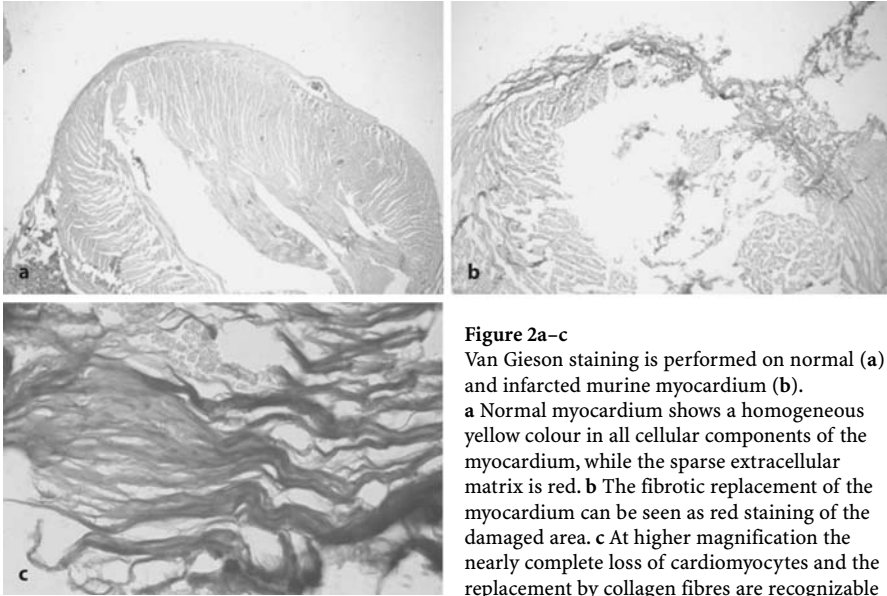 a
b
c
Figure 2a–c
Van Gieson staining is performed on normal (a)
and infarcted murine myocardium (b).
a Normal myocardium shows a homogeneous
yellow colour in all cellular components of the
myocardium, while the sparse extracellular
matrix is red. b The fibrotic replacement of the
myocardium can be seen as red staining of the
damaged area. c At higher magnification the
nearly complete loss of cardiomyocytes and the
replacement by collagen fibres are recognizable